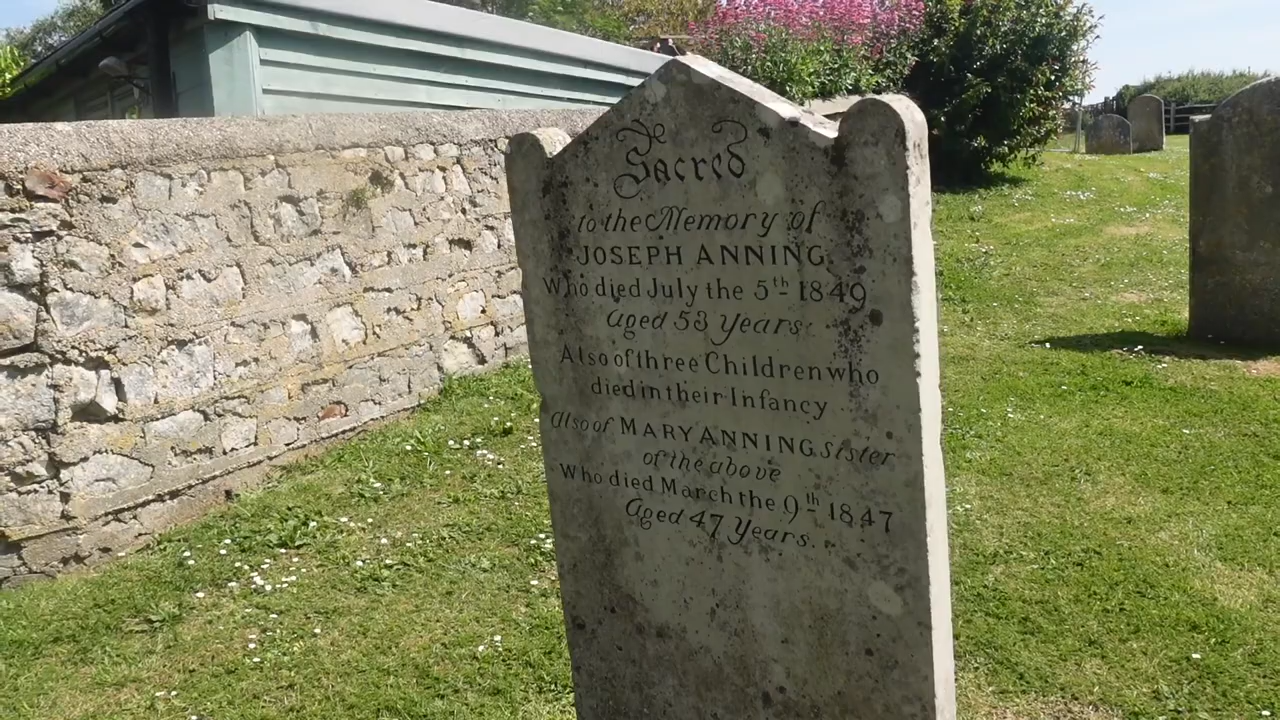 Sacred
to the Memory of
JOSEPH ANNING
Who died July the 5th 1849
Aged 53 Years
Also of three Children who
died in their Infancy
Also of MARY ANNING sister
of the above
Who died March the 9th 1847
Aged 47 Years.